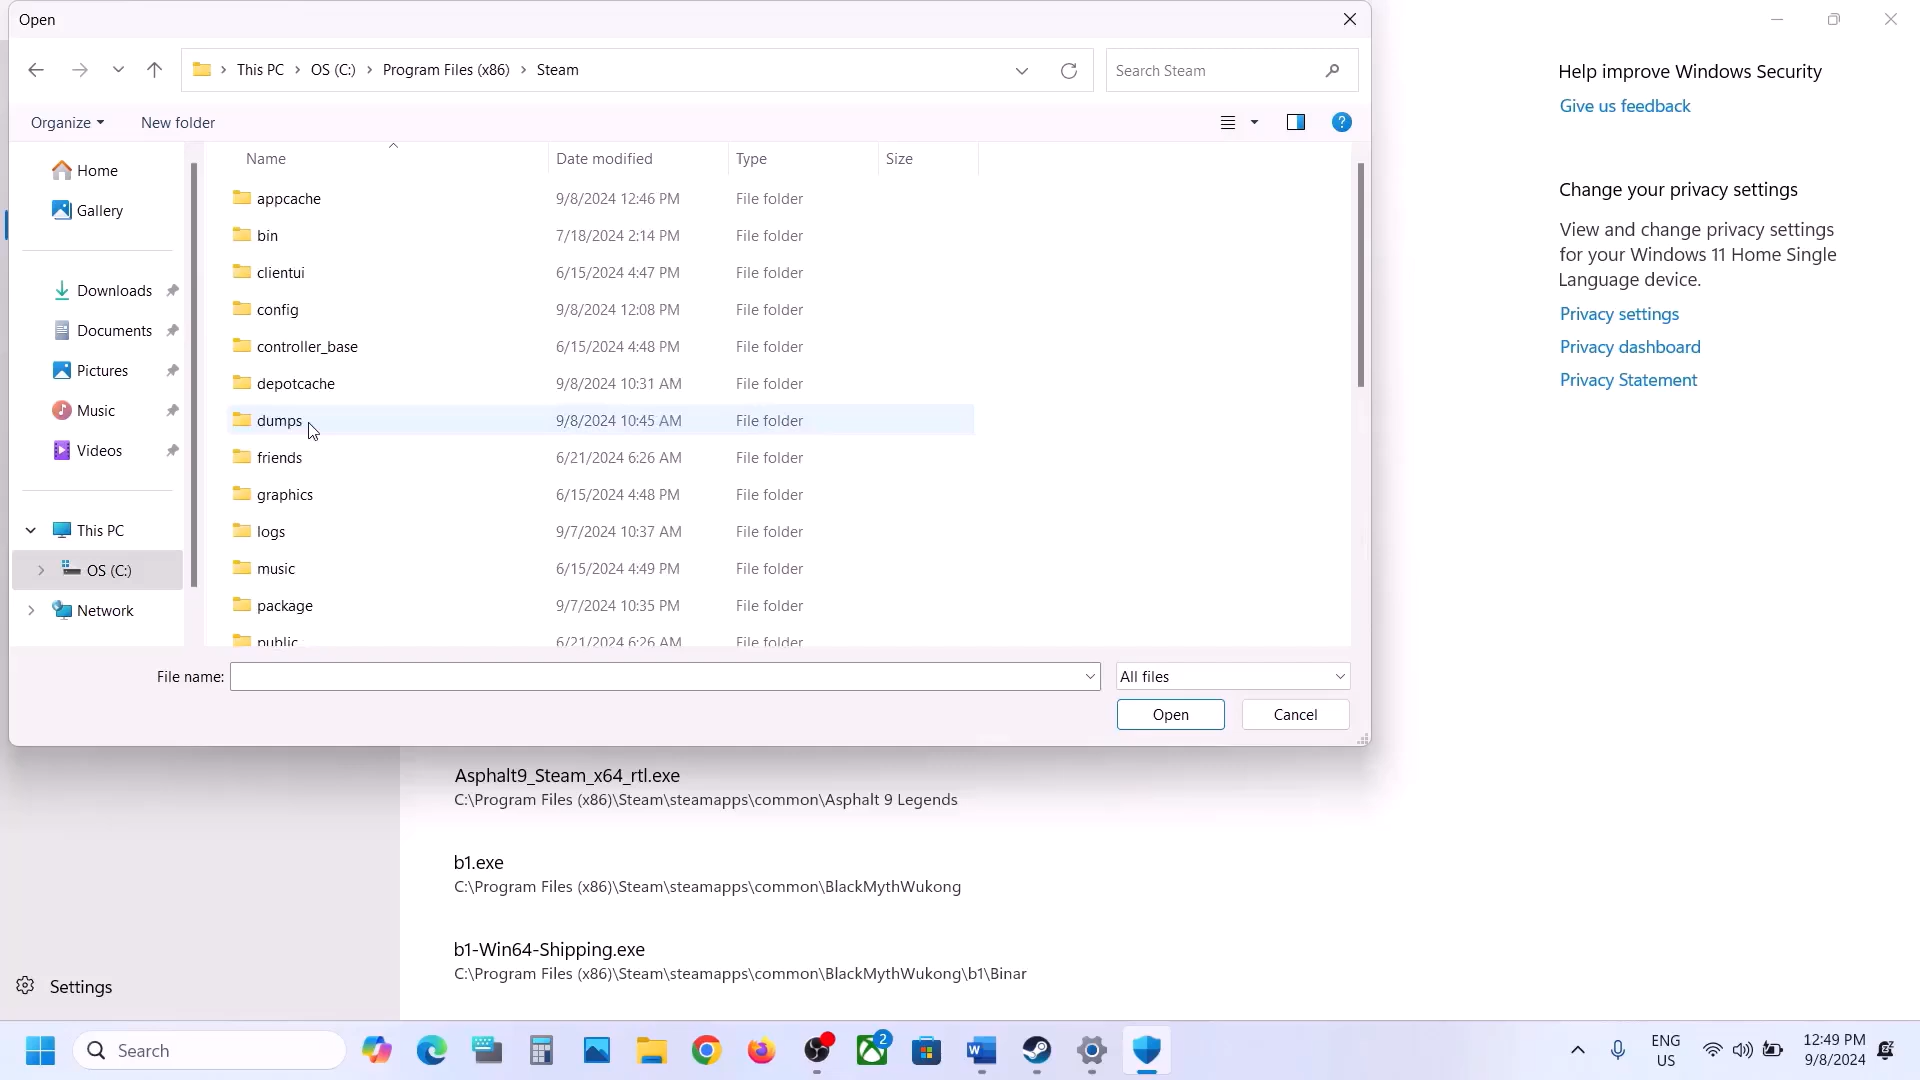 Open
This PC > OS (C:) > Program Files (x86) > Steam
Search Steam
Organize
New folder
?
Home
Gallery
Downloads
Documents
Pictures
Music
Videos
This PC
OS (C:)
Network
Name Date modified Type Size
appcache 9/8/2024 12:46 PM File folder
bin 7/18/2024 2:14 PM File folder
clientui 6/15/2024 4:47 PM File folder
config 9/8/2024 12:08 PM File folder
controller_base 6/15/2024 4:48 PM File folder
depotcache 9/8/2024 10:31 AM File folder
dumps 9/8/2024 10:45 AM File folder
friends 6/21/2024 6:26 AM File folder
graphics 6/15/2024 4:48 PM File folder
logs 9/7/2024 10:37 AM File folder
music 6/15/2024 4:49 PM File folder
package 9/7/2024 10:35 PM File folder
public 6/21/2024 6:26 AM File folder
File name:
All files
Open
Cancel
Help improve Windows Security
Give us feedback
Change your privacy settings
View and change privacy settings
for your Windows 11 Home Single
Language device.
Privacy settings
Privacy dashboard
Privacy Statement
Asphalt9_Steam_x64_rtl.exe
C:\Program Files (x86)\Steam\steamapps\common\Asphalt 9 Legends
b1.exe
C:\Program Files (x86)\Steam\steamapps\common\BlackMythWukong
b1-Win64-Shipping.exe
C:\Program Files (x86)\Steam\steamapps\common\BlackMythWukong\b1\Binar
Settings
Search
2
ENG
US
12:49 PM
9/8/2024